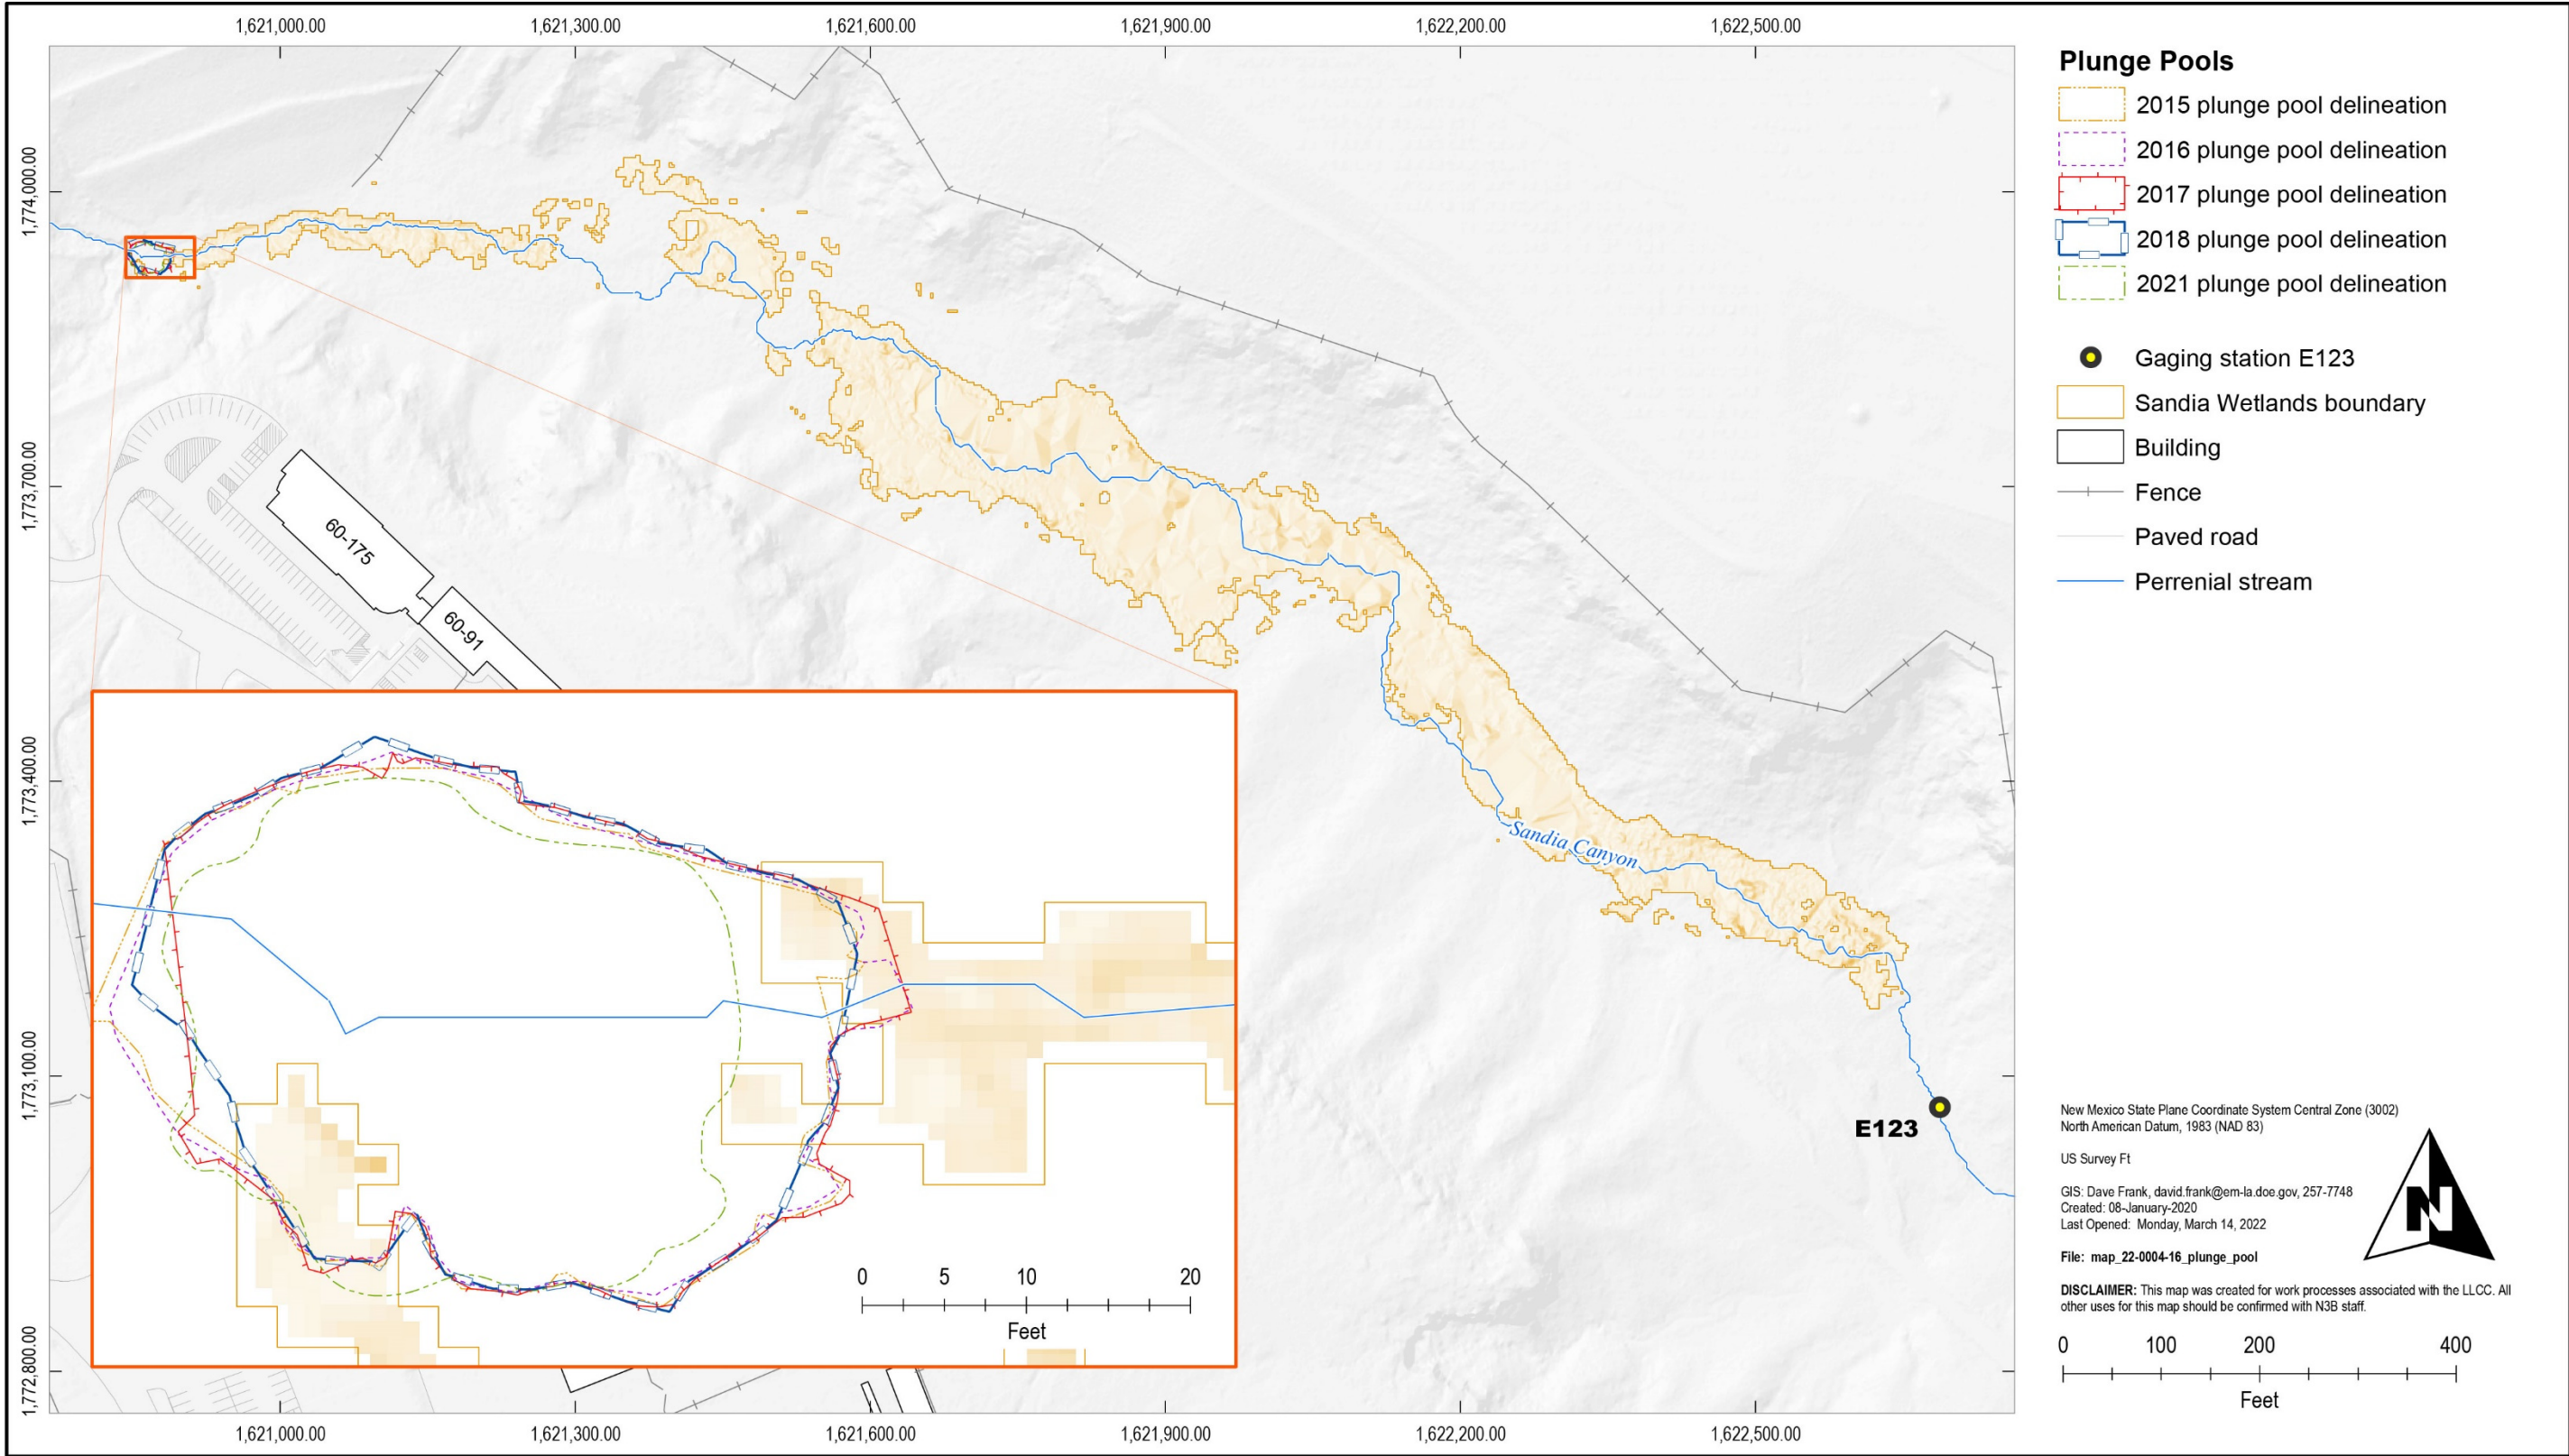 1,621,000.00 1,621,300.00 1,621,600.00 1,621,900.00 1,622,200.00 1,622,500.00
1,774,000.00
1,773,700.00
1,773,400.00
1,773,100.00
1,772,800.00
60-175
60-91
Sandia Canyon
E123
0 5 10 20
Feet
1,621,000.00 1,621,300.00 1,621,600.00 1,621,900.00 1,622,200.00 1,622,500.00
Plunge Pools
2015 plunge pool delineation
2016 plunge pool delineation
2017 plunge pool delineation
2018 plunge pool delineation
2021 plunge pool delineation
Gaging station E123
Sandia Wetlands boundary
Building
Fence
Paved road
Perrenial stream
New Mexico State Plane Coordinate System Central Zone (3002)
North American Datum, 1983 (NAD 83)
US Survey Ft
GIS: Dave Frank, david.frank@em-la.doe.gov, 257-7748
Created: 08-January-2020
Last Opened: Monday, March 14, 2022
File: map_22-0004-16_plunge_pool
N
DISCLAIMER: This map was created for work processes associated with the LLCC. All
other uses for this map should be confirmed with N3B staff.
0 100 200 400
Feet